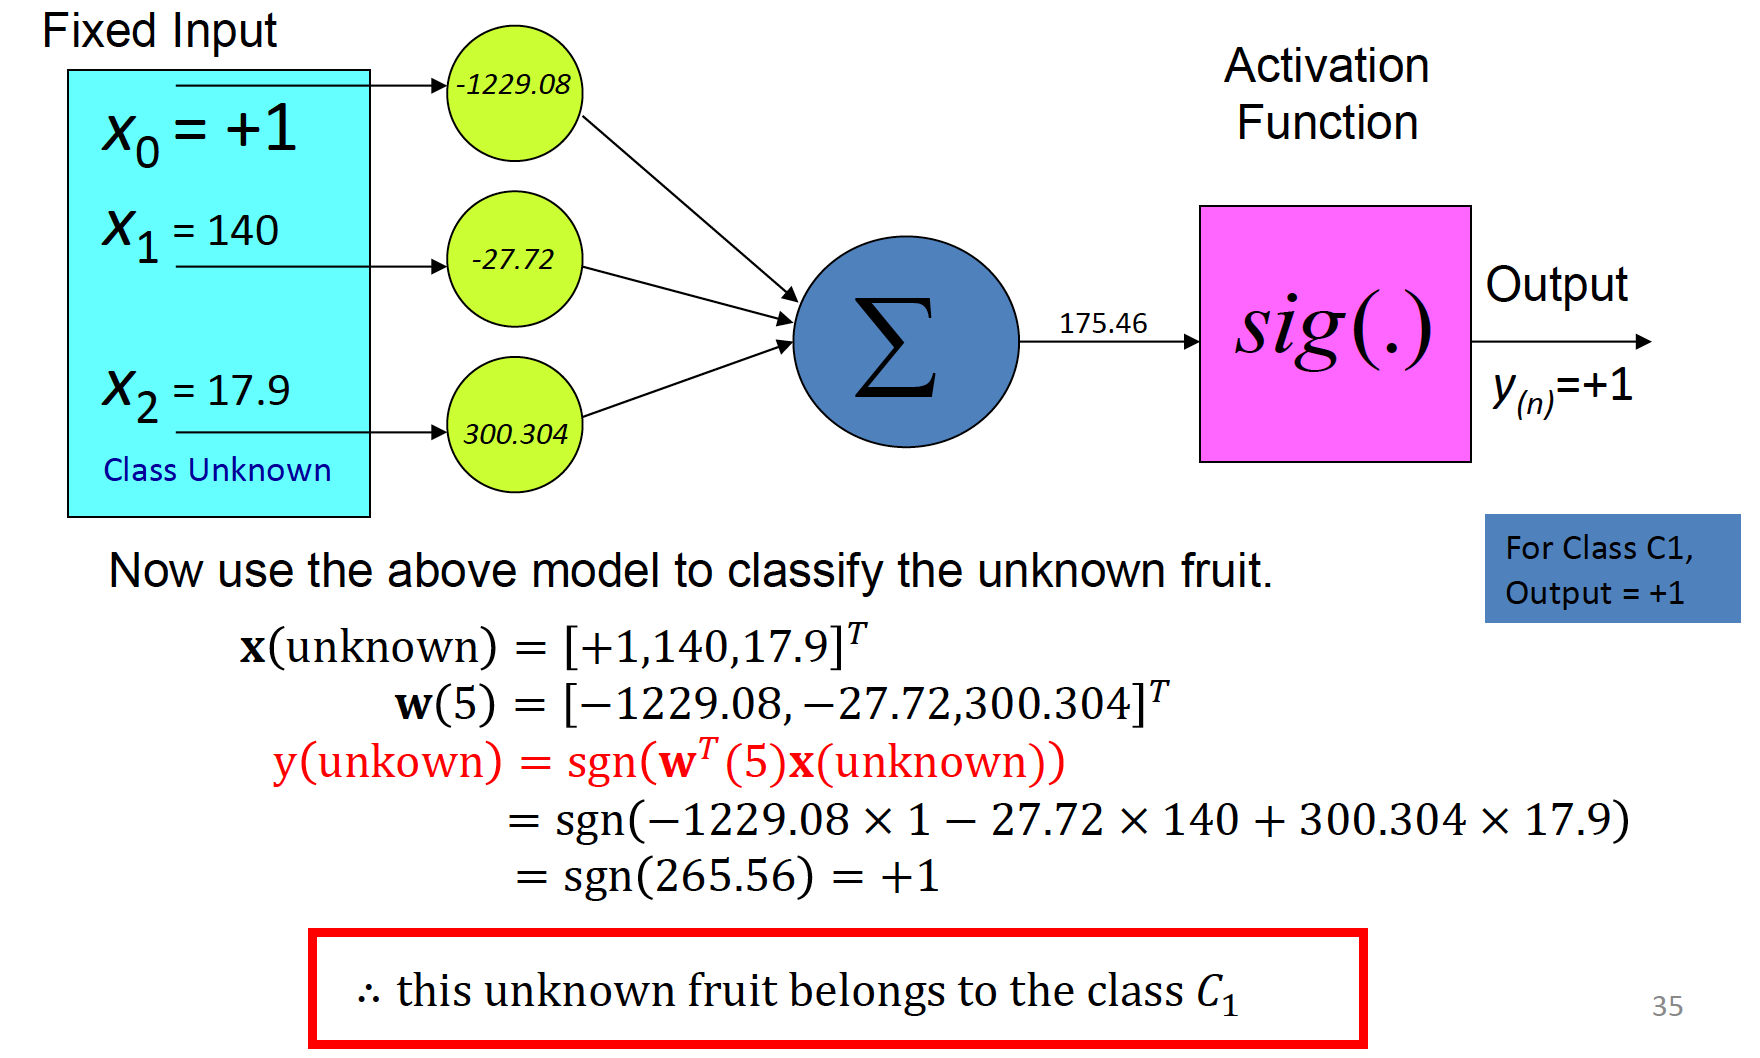 Fixed Input
x₀ = +1
x₁ = 140
x₂ = 17.9
Class Unknown
-1229.08
-27.72
300.304
∑
175.46
Activation
Function
sig(.)
Output
y₍ₙ₎=+1
For Class C1,
Output = +1
Now use the above model to classify the unknown fruit.
x(unknown) = [+1,140,17.9]ᵀ
w(5) = [−1229.08, −27.72,300.304]ᵀ
y(unkown) = sgn(wᵀ(5)x(unknown))
= sgn(−1229.08 × 1 − 27.72 × 140 + 300.304 × 17.9)
= sgn(265.56) = +1
∴ this unknown fruit belongs to the class C₁
35